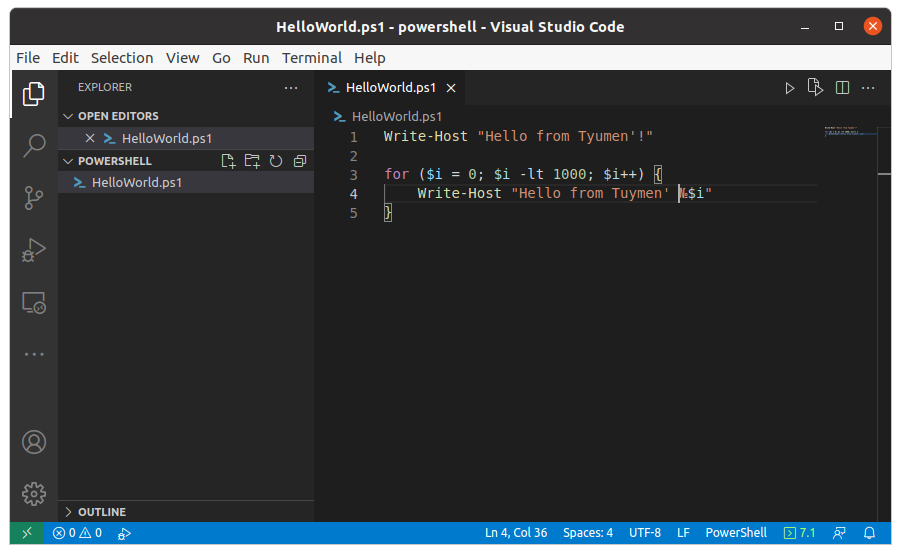 HelloWorld.ps1 - powershell - Visual Studio Code
File Edit Selection View Go Run Terminal Help
EXPLORER
OPEN EDITORS
HelloWorld.ps1
POWERSHELL
HelloWorld.ps1
OUTLINE
HelloWorld.ps1
HelloWorld.ps1
1 Write-Host "Hello from Tyumen'!"
2
3 for ($i = 0; $i -lt 1000; $i++) {
4 Write-Host "Hello from Tuymen' №$i"
5 }
0 0 Ln 4, Col 36 Spaces: 4 UTF-8 LF PowerShell 7.1